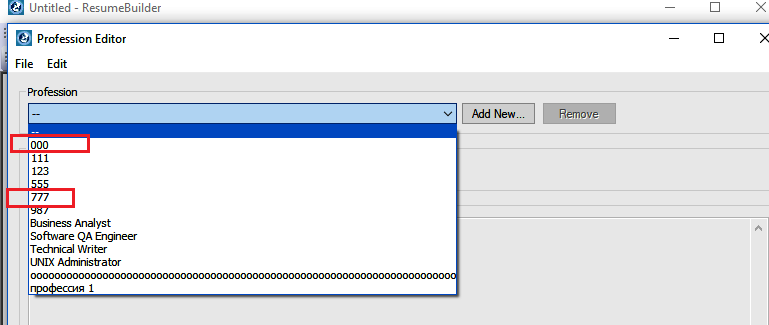 Untitled - ResumeBuilder
Profession Editor
File Edit
Profession
--
Add New...
Remove
--
000
111
123
555
777
987
Business Analyst
Software QA Engineer
Technical Writer
UNIX Administrator
профессия 1